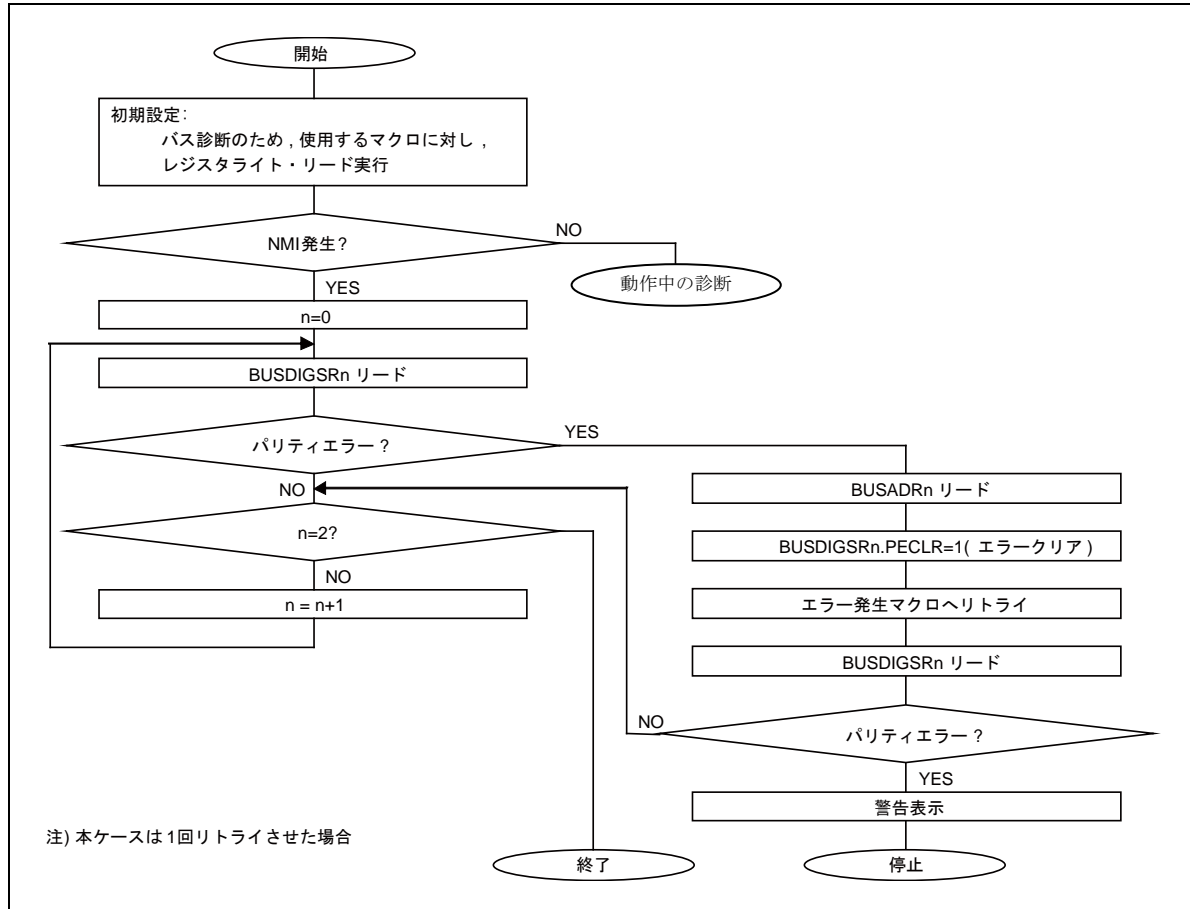 開始
初期設定:
バス診断のため , 使用するマクロに対し ,
レジスタライト・リード実行
NMI発生?
NO
動作中の診断
YES
n=0
BUSDIGSRn リード
パリティエラー ?
YES
NO
BUSADRn リード
n=2?
BUSDIGSRn.PECLR=1( エラークリア )
NO
n = n+1
エラー発生マクロへリトライ
BUSDIGSRn リード
NO
パリティエラー ?
YES
警告表示
注) 本ケースは1回リトライさせた場合
終了
停止